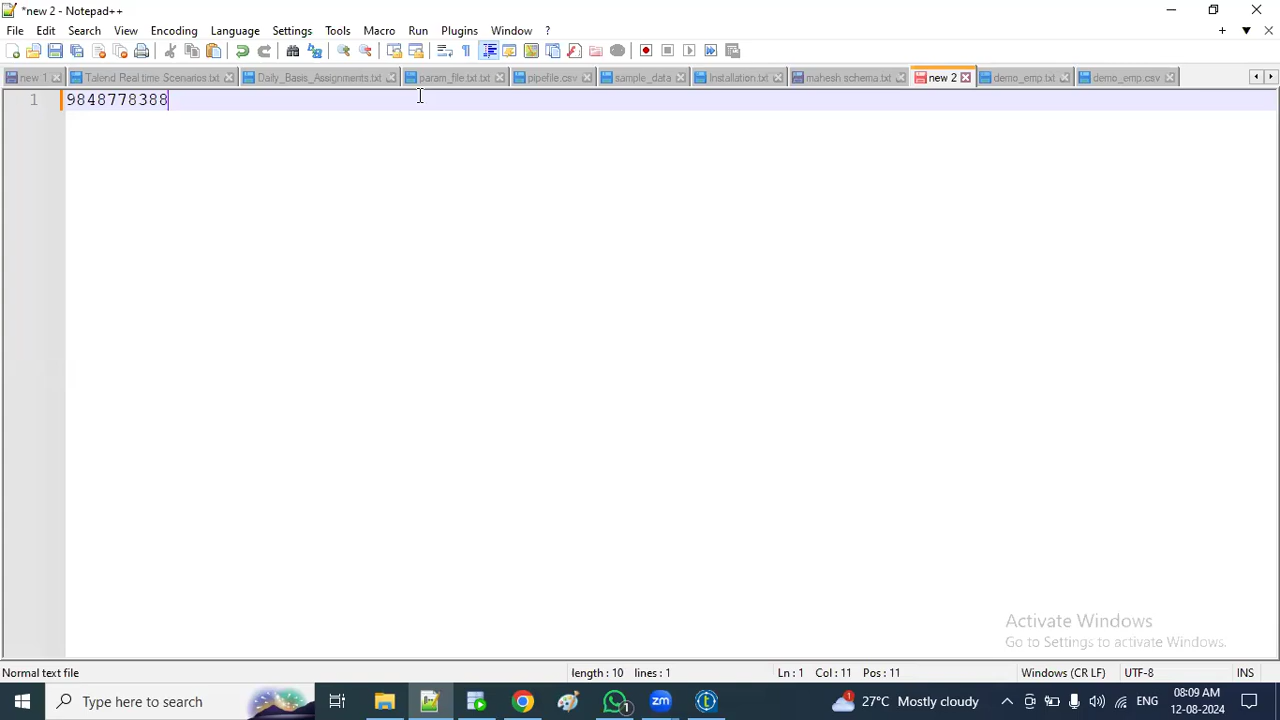 *new 2 - Notepad++
File Edit Search View Encoding Language Settings Tools Macro Run Plugins Window ?
new 1 Talend Real time Scenarios Daily_Basis_Assignments.txt param_file.txt.txt pipefile.csv sample_data Installation.txt mahesh schema.txt new 2 demo_emp.txt demo_emp.csv
1 9848778388
Activate Windows
Go to Settings to activate Windows.
Normal text file length : 10 lines : 1 Ln : 1 Col : 11 Pos : 11 Windows (CR LF) UTF-8 INS
Type here to search 1 1 27°C Mostly cloudy ENG 08:09 AM
12-08-2024